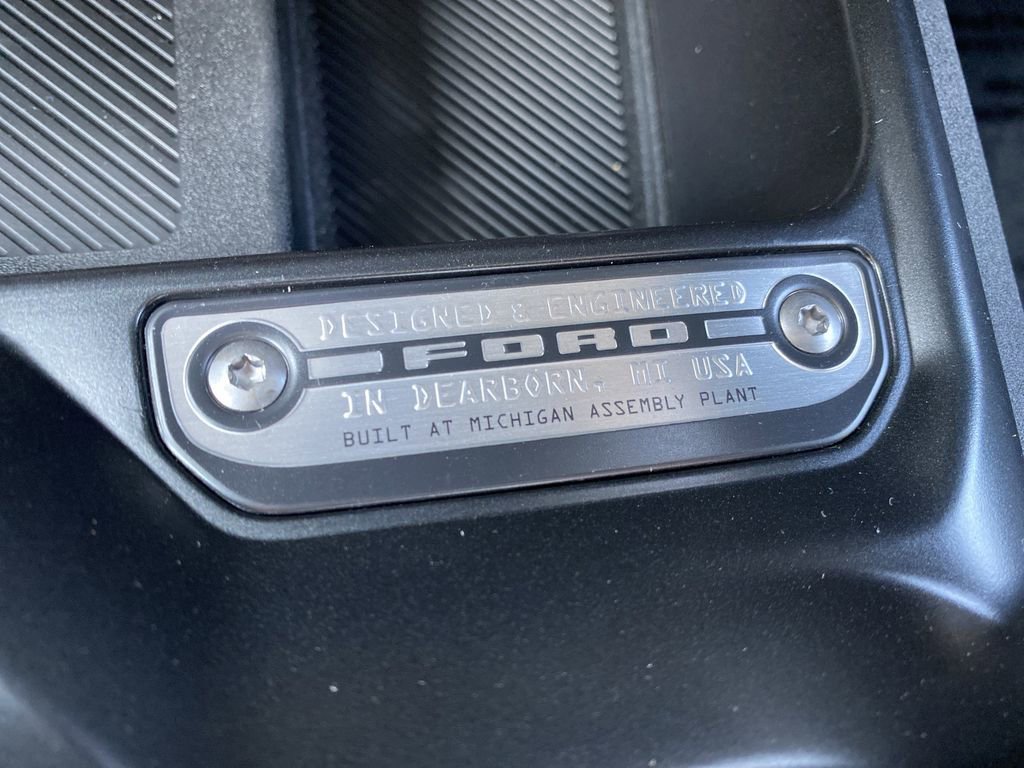 DESIGNED & ENGINEERED
FORD
IN DEARBORN, MI USA
BUILT AT MICHIGAN ASSEMBLY PLANT